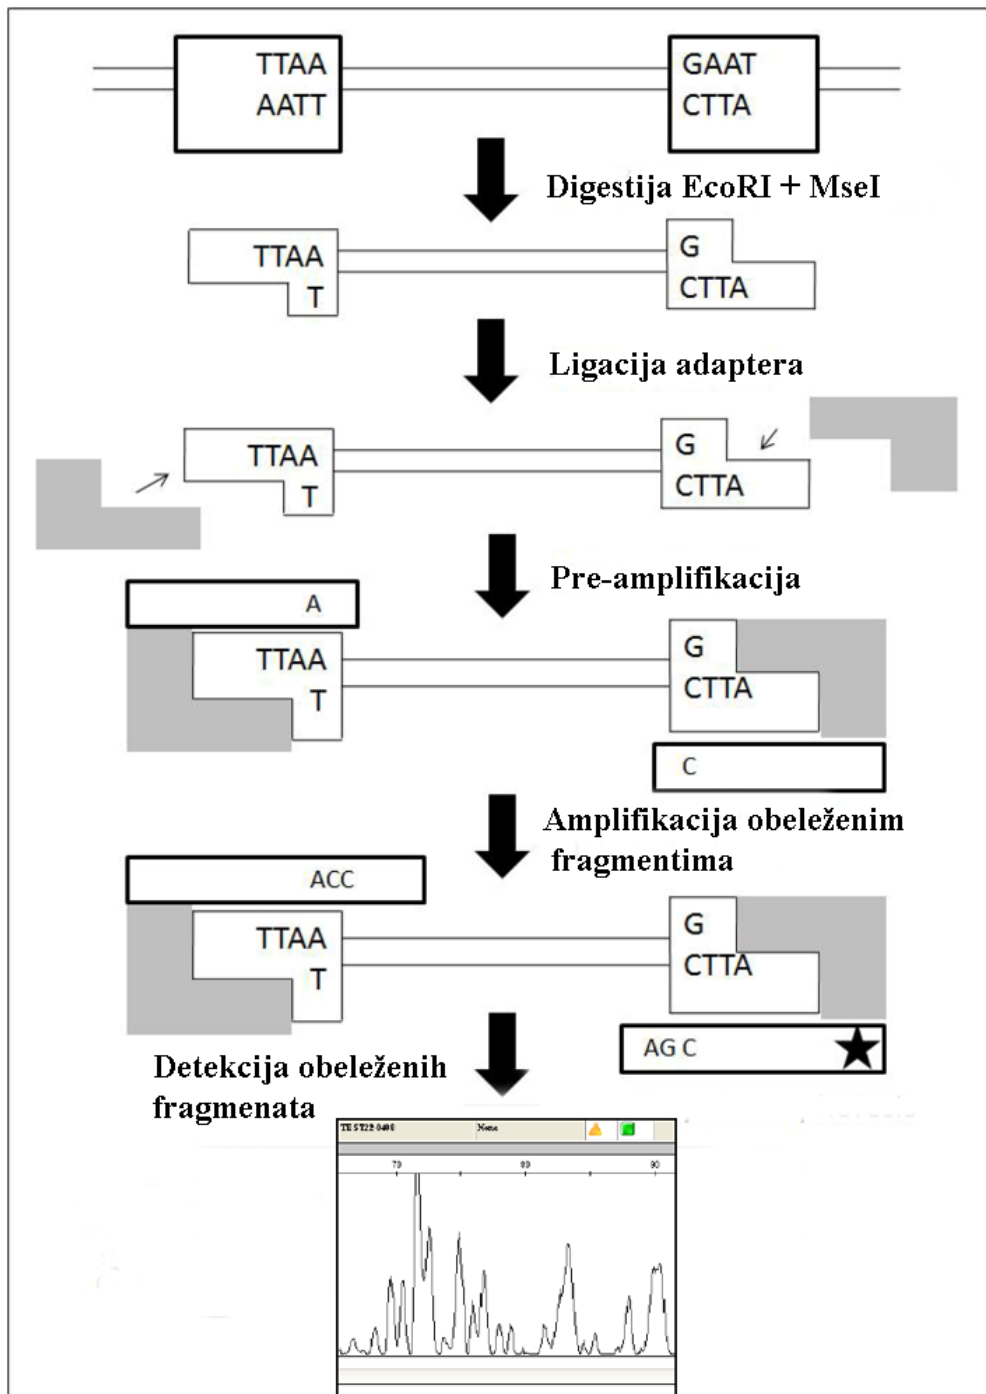 TTAA GAAT
AATT CTTA
Digestija EcoRI + MseI
TTAA G
T CTTA
Ligacija adaptera
TTAA G
T CTTA
Pre-amplifikacija
A
TTAA G
T CTTA
C
Amplifikacija obeleženim
fragmentima
ACC
TTAA G
T CTTA
AG C
Detekcija obeleženih
fragmenata
None
70 80 90